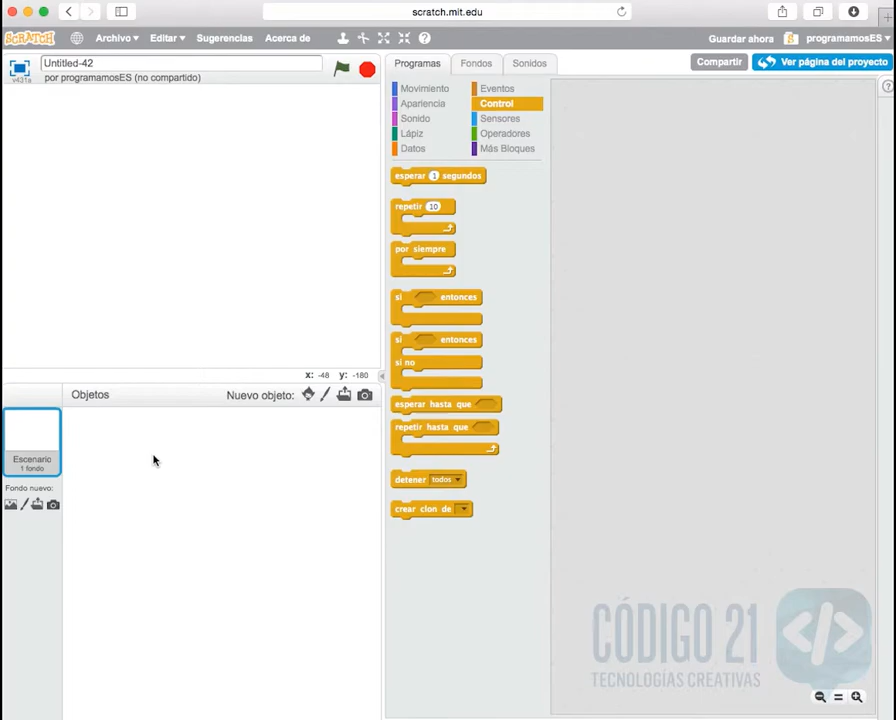 scratch.mit.edu
SCRATCH
Archivo
Editar
Sugerencias
Acerca de
Guardar ahora
programamosES
Untitled-42
por programamosES (no compartido)
v431a
Programas
Fondos
Sonidos
Compartir
Ver página del proyecto
Movimiento
Eventos
Apariencia
Control
Sonido
Sensores
Lápiz
Operadores
Datos
Más Bloques
esperar 1 segundos
repetir 10
por siempre
si entonces
si entonces
si no
esperar hasta que
repetir hasta que
detener todos
crear clon de
x: -48 y: -180
Objetos
Nuevo objeto:
Escenario
1 fondo
Fondo nuevo:
CÓDIGO 21
TECNOLOGÍAS CREATIVAS